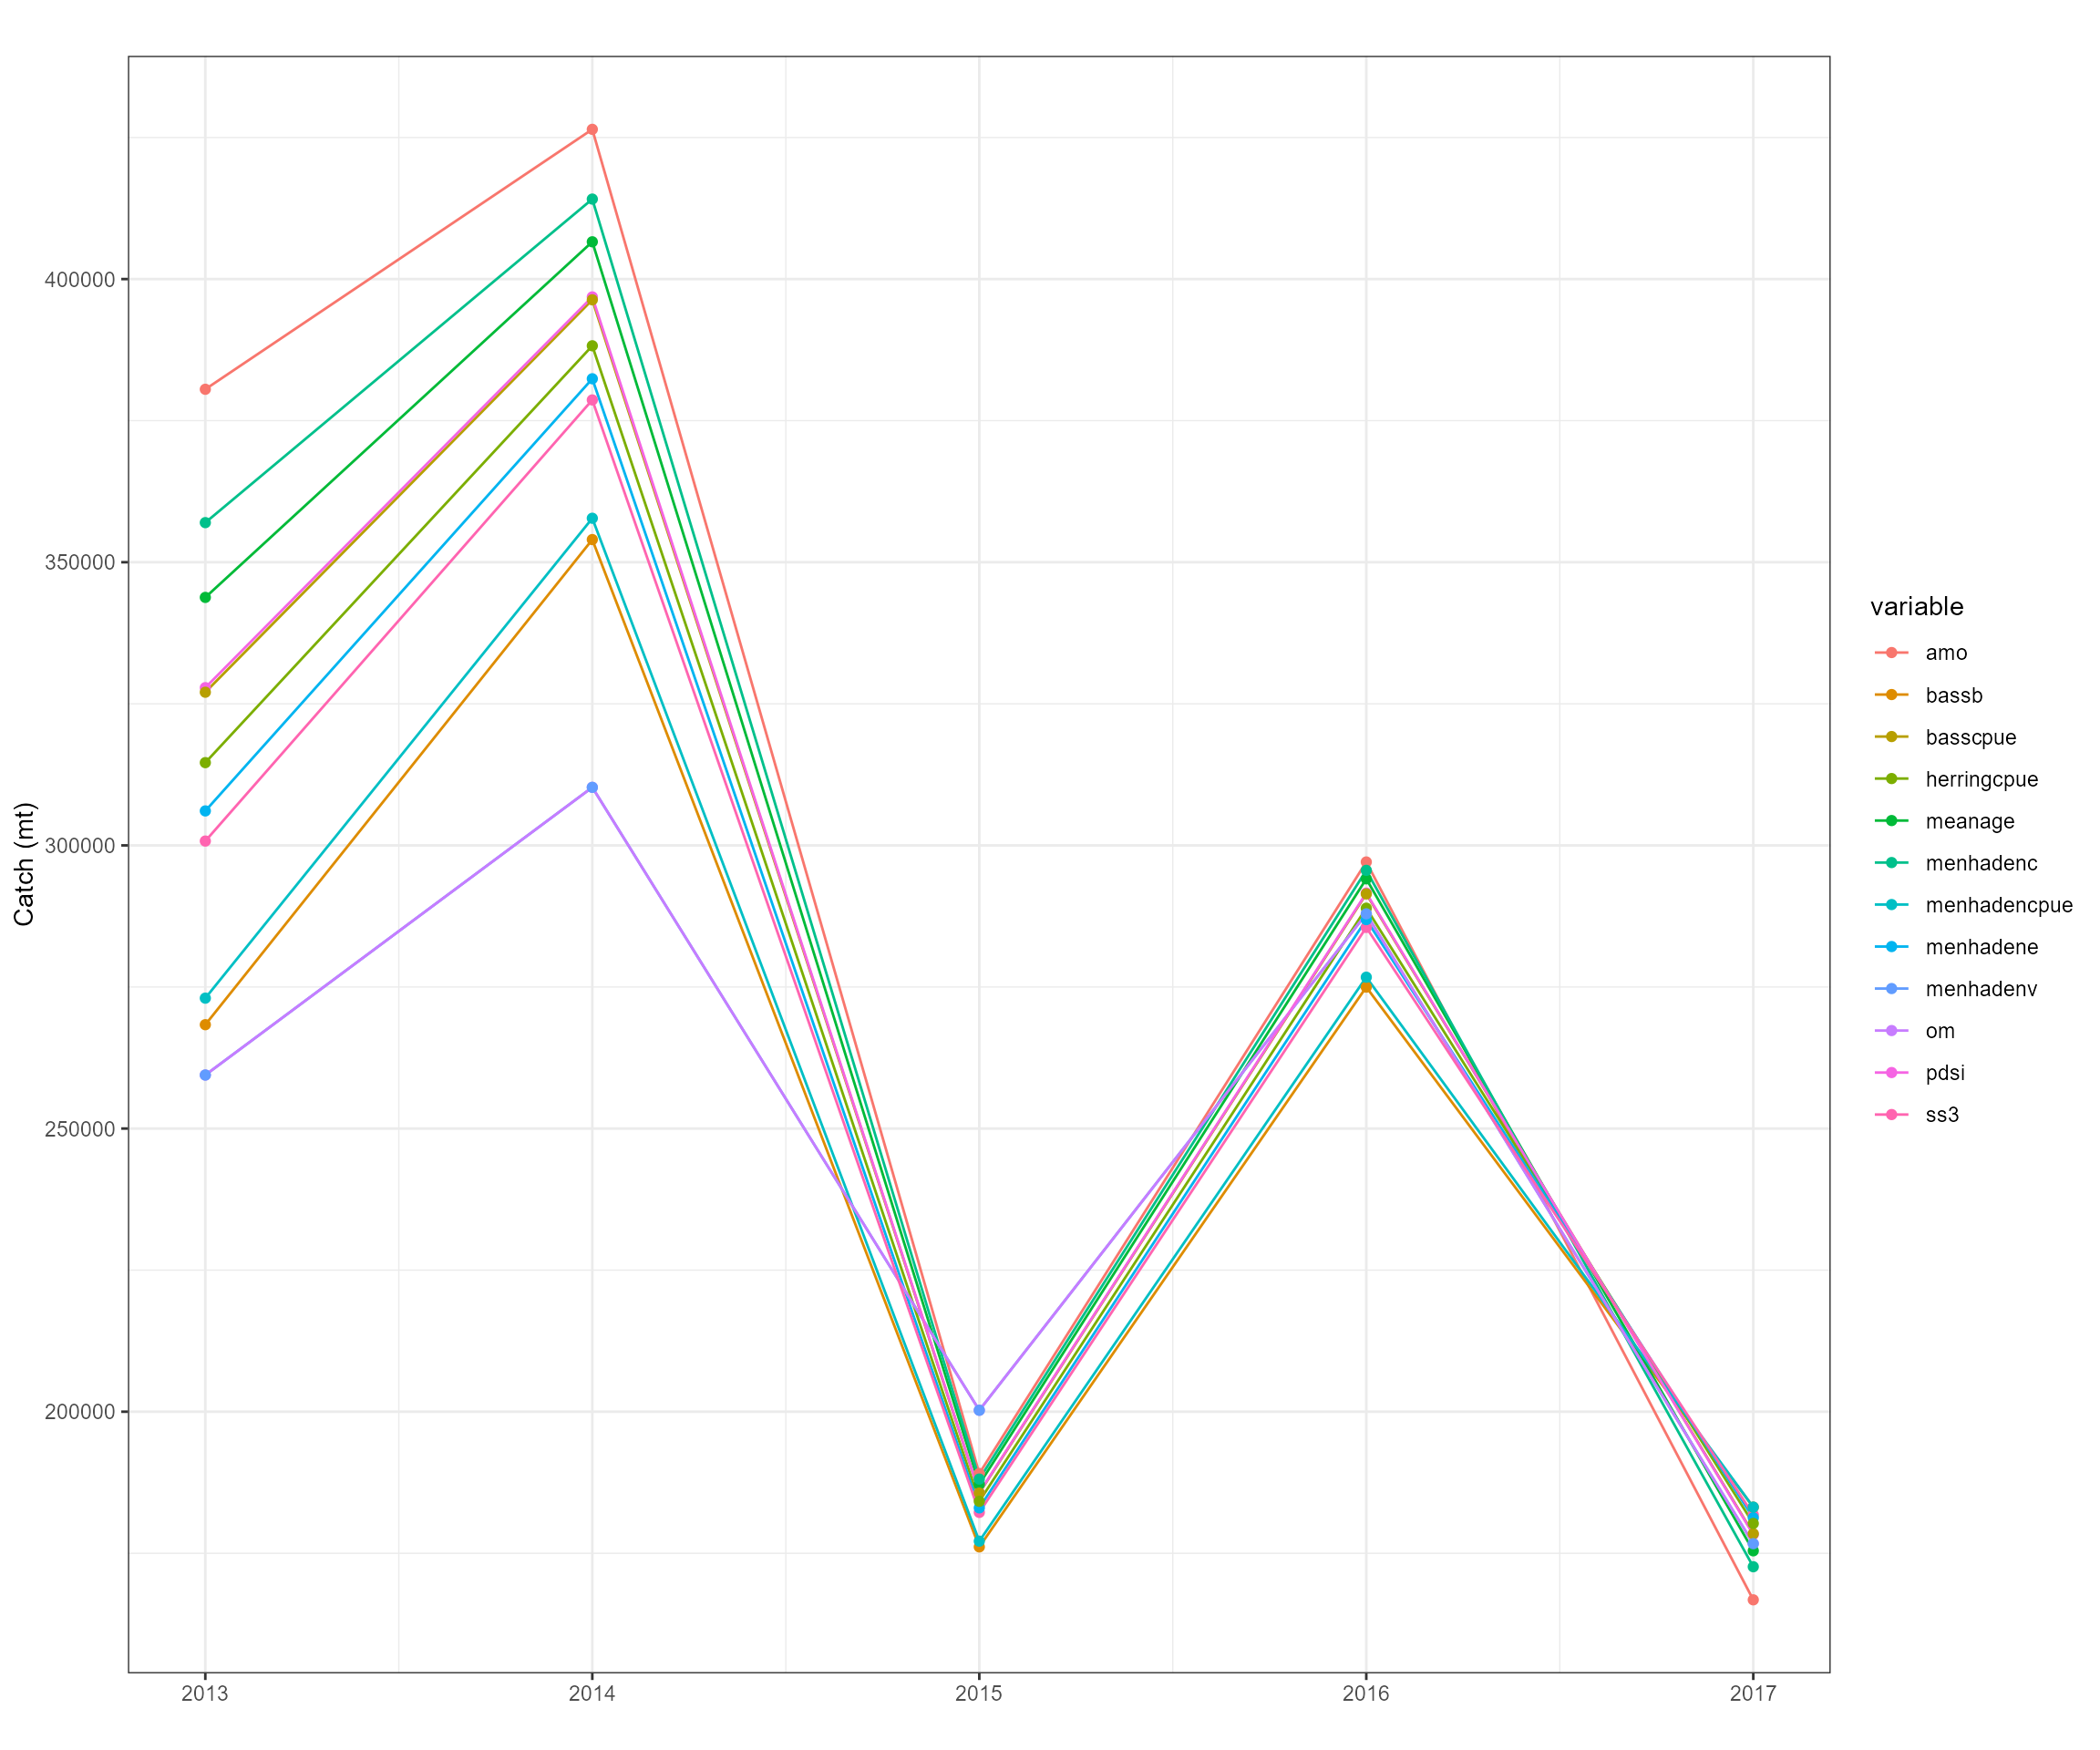 Catch (mt)
400000
350000
300000
250000
200000
2013
2014
2015
2016
2017
variable
amo
bassb
basscpue
herringcpue
meanage
menhadenc
menhadencpue
menhadene
menhadenv
om
pdsi
ss3